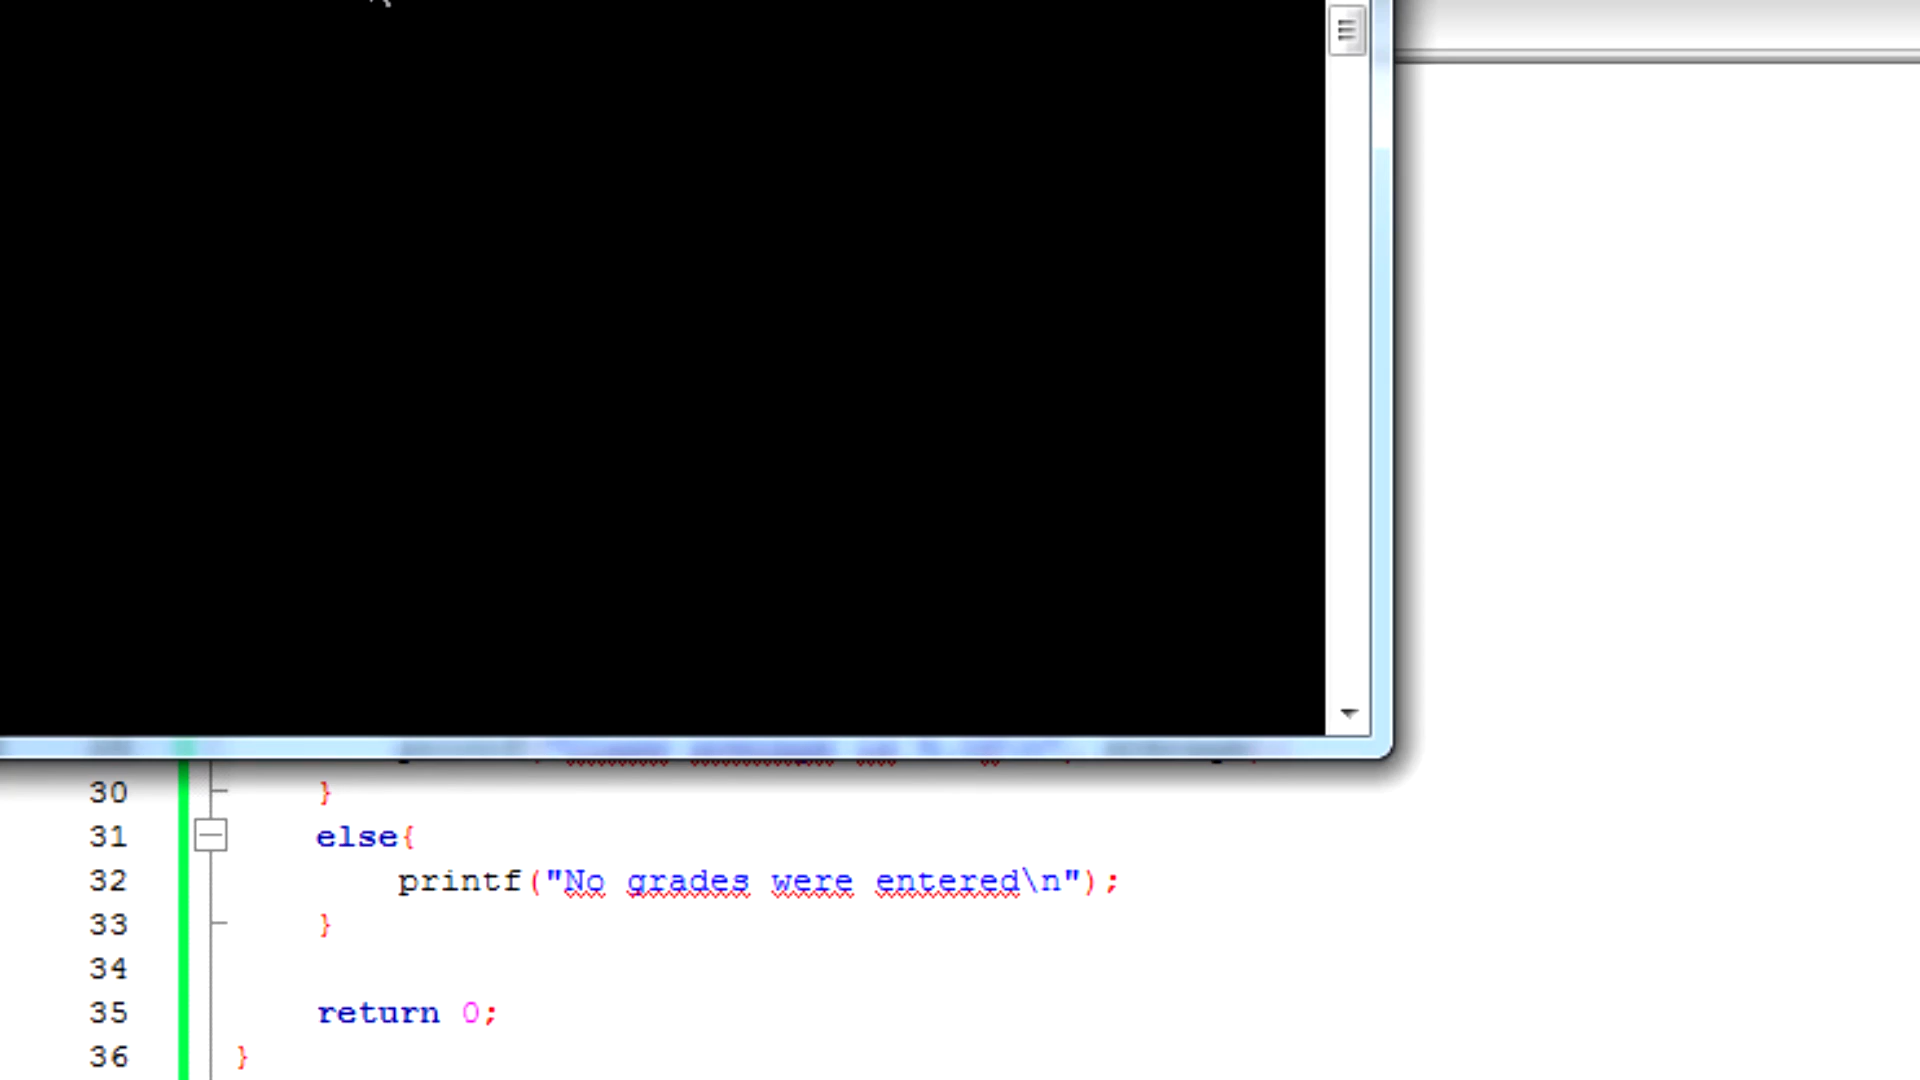 30 }
31 else{
32 printf("No grades were entered\n");
33 }
34
35 return 0;
36 }